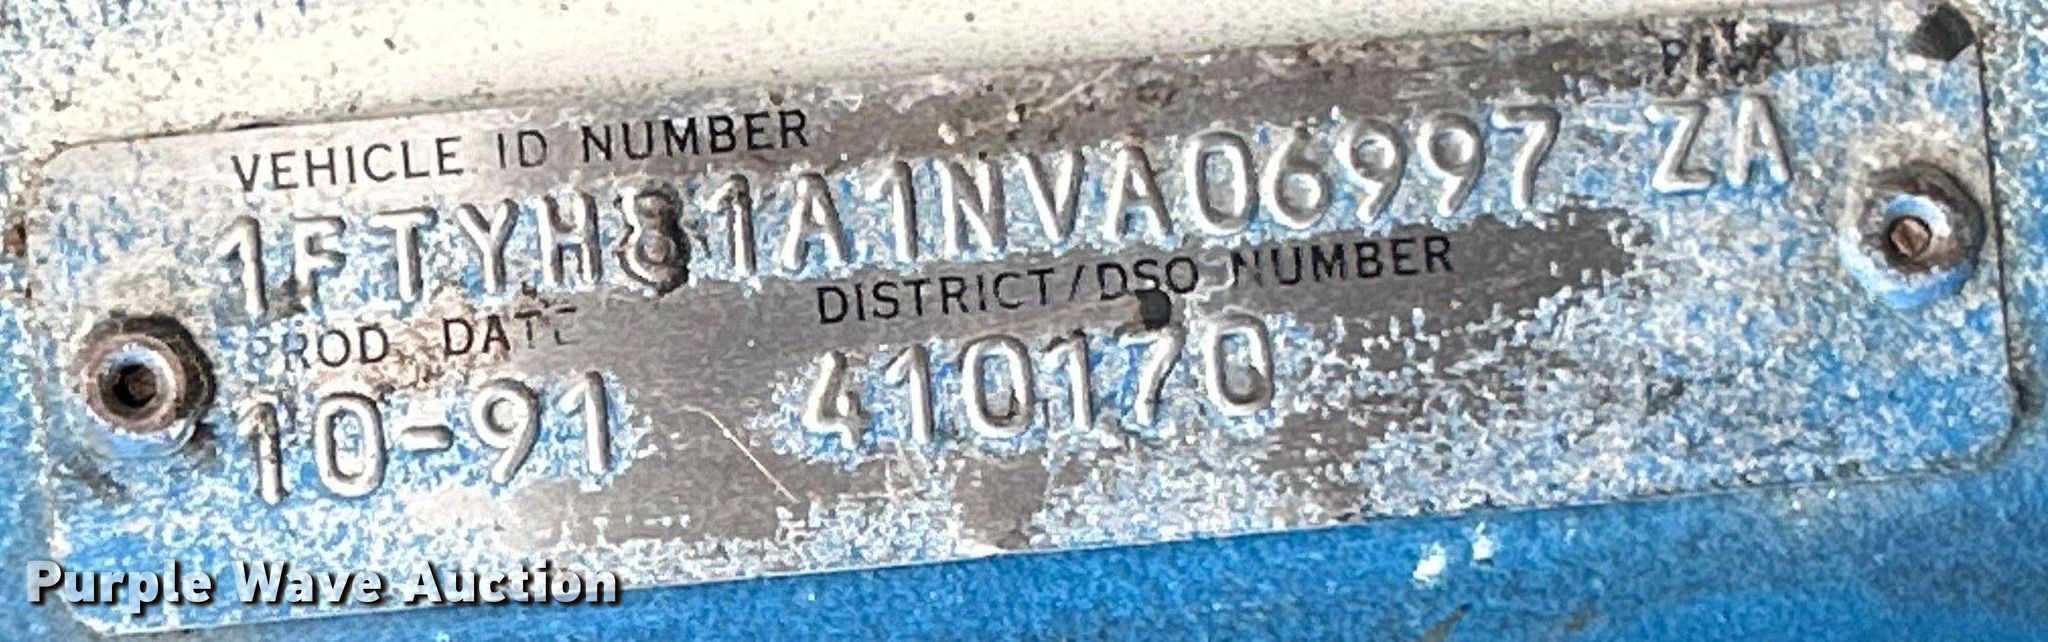 VEHICLE ID NUMBER
1FTYH81A1NVA06997 ZA
PROD DATE
DISTRICT/DSO NUMBER
10-91
410170
Purple Wave Auction